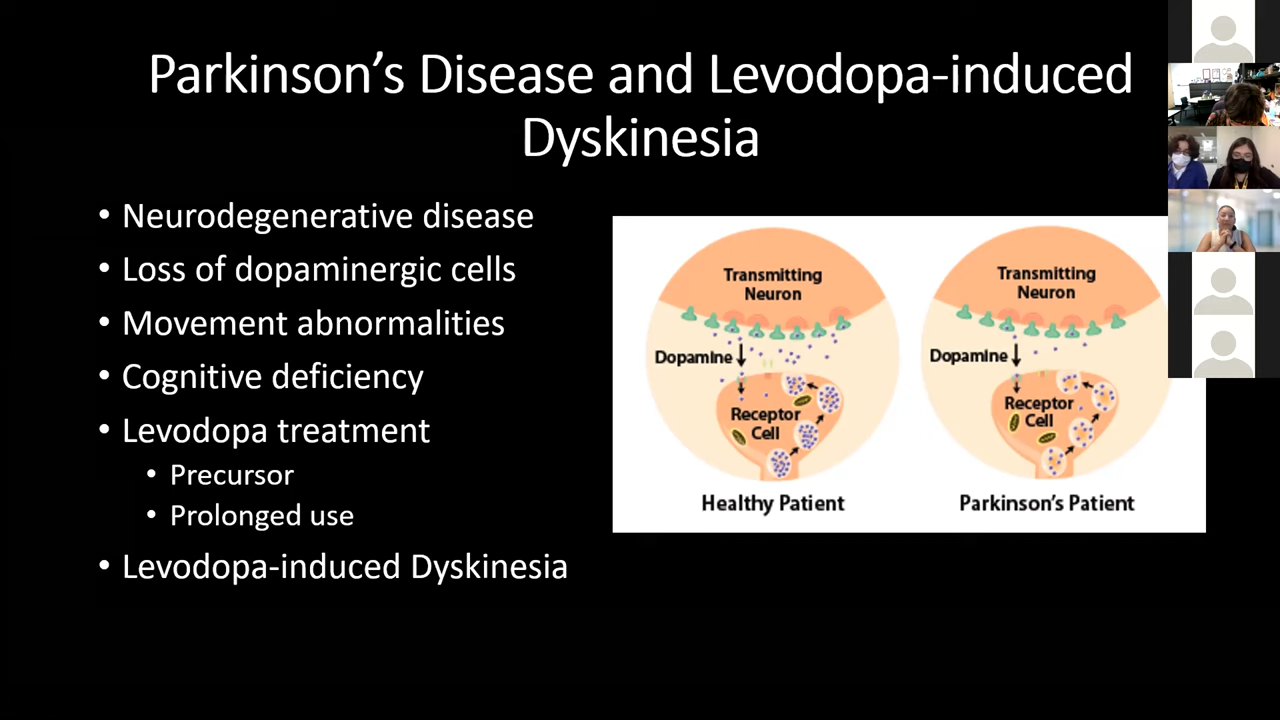 Parkinson’s Disease and Levodopa-induced
Dyskinesia
• Neurodegenerative disease
• Loss of dopaminergic cells
• Movement abnormalities
• Cognitive deficiency
• Levodopa treatment
• Precursor
• Prolonged use
• Levodopa-induced Dyskinesia
Transmitting
Neuron
Dopamine
Receptor
Cell
Healthy Patient
Transmitting
Neuron
Dopamine
Receptor
Cell
Parkinson's Patient